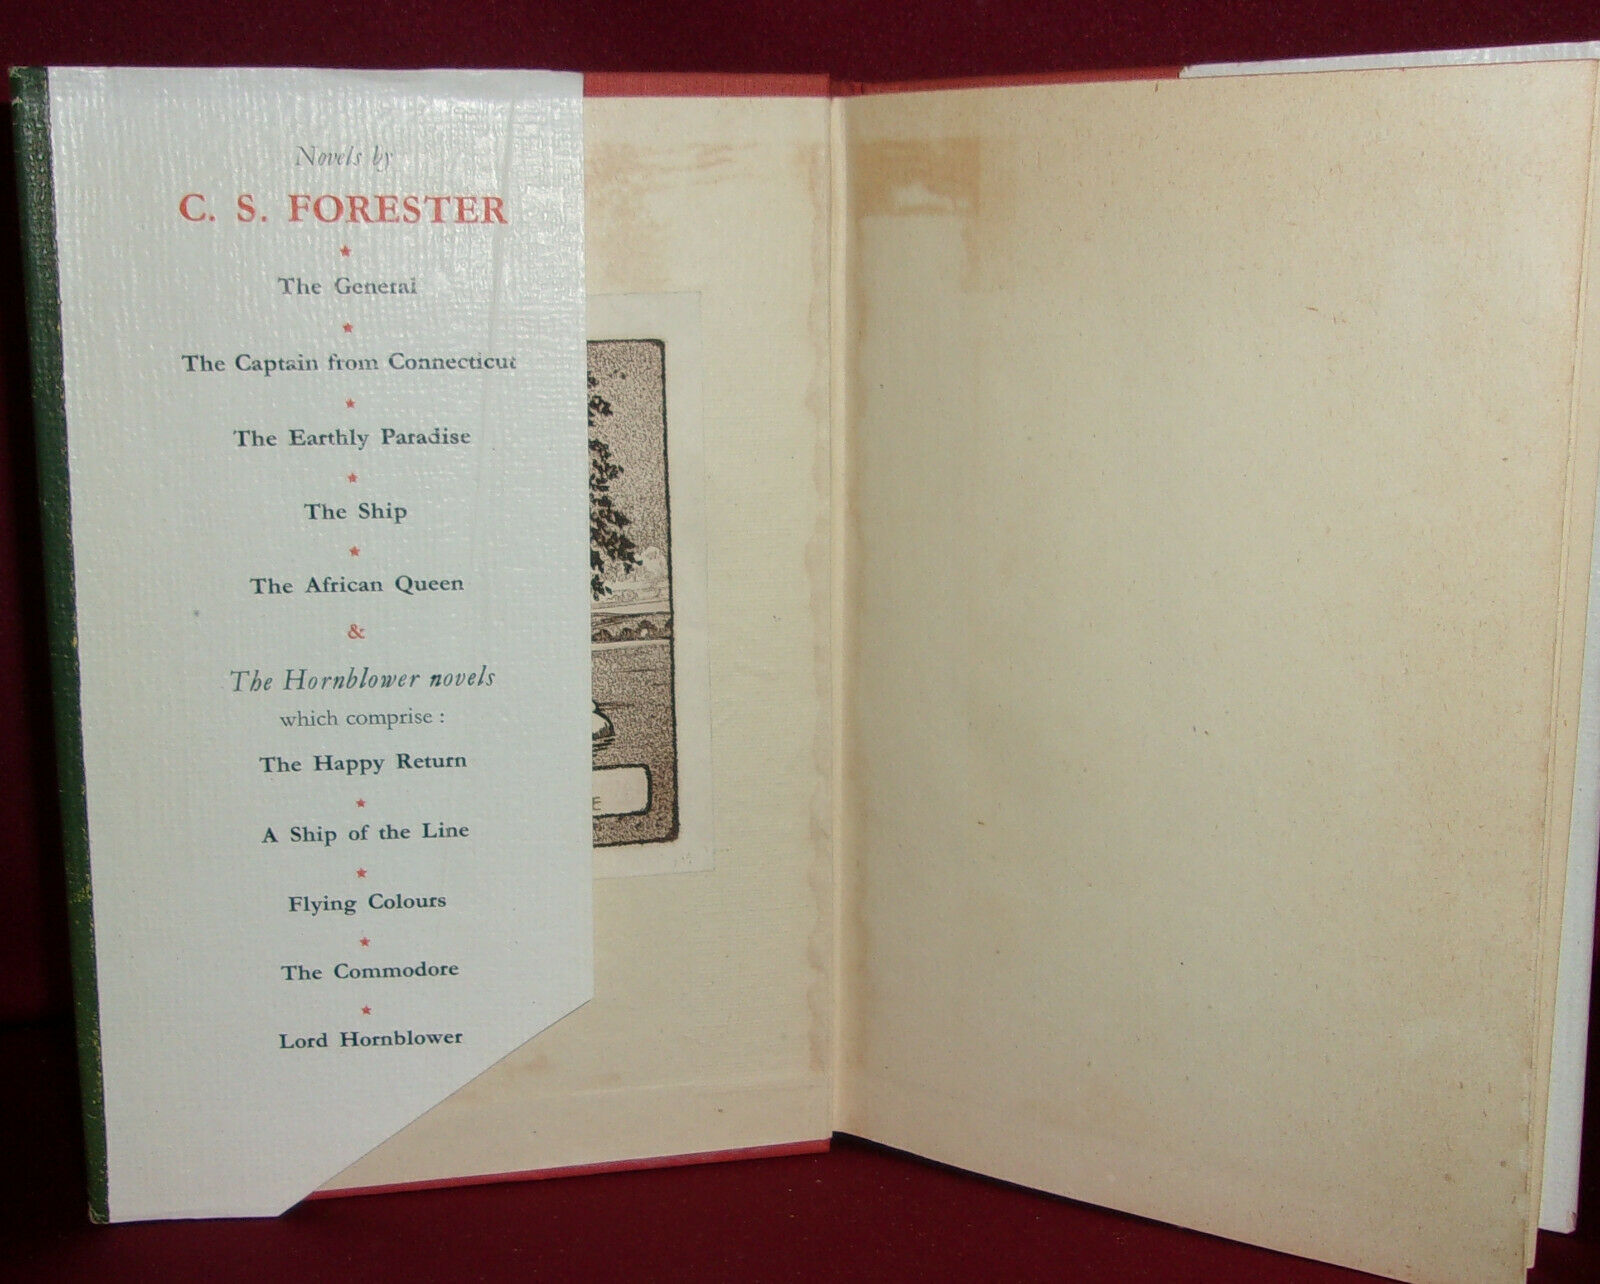 Novels by
C. S. FORESTER
The General
The Captain from Connecticut
The Earthly Paradise
The Ship
The African Queen
&
The Hornblower novels
which comprise :
The Happy Return
A Ship of the Line
Flying Colours
The Commodore
Lord Hornblower
E